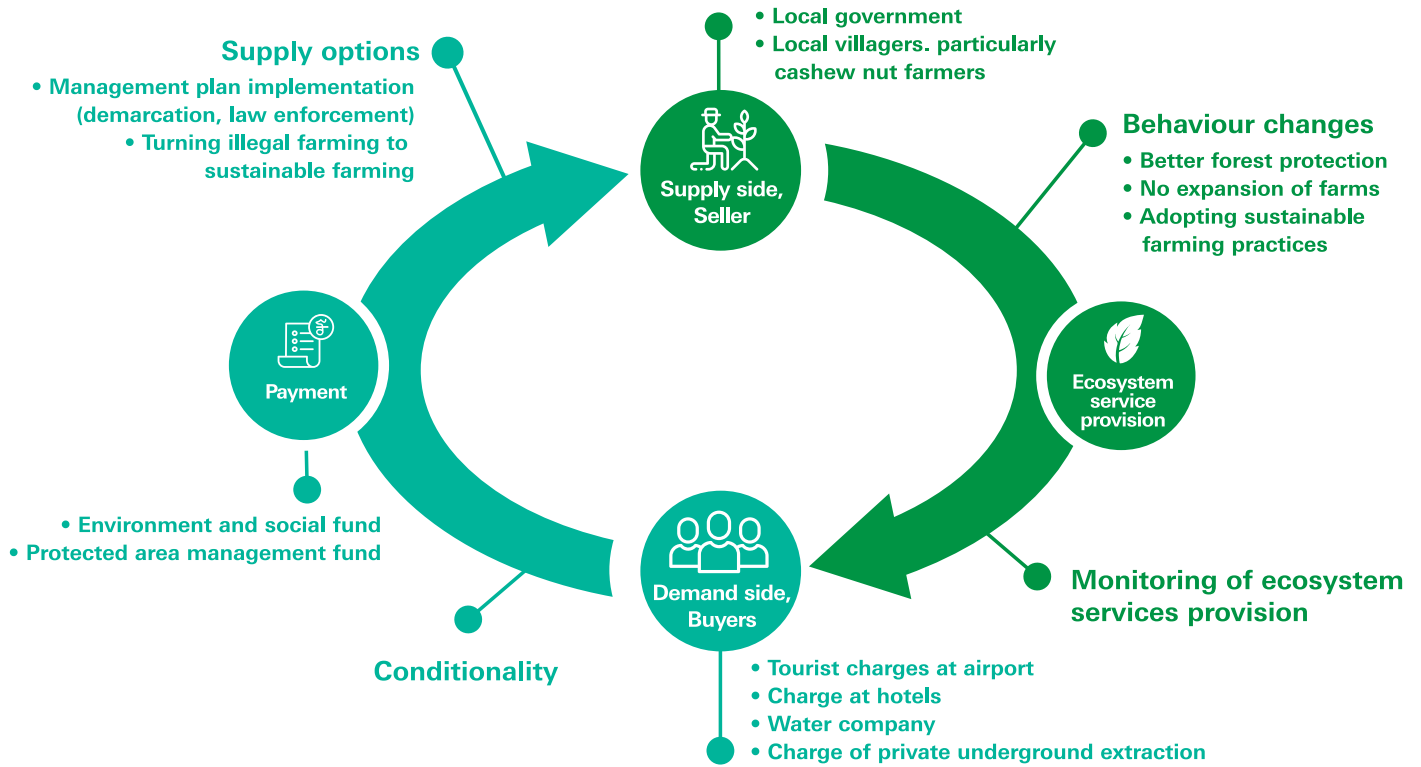 • Local government
• Local villagers. particularly
cashew nut farmers
Supply options
• Management plan implementation
(demarcation, law enforcement)
• Turning illegal farming to
sustainable farming
Supply side,
Seller
Behaviour changes
• Better forest protection
• No expansion of farms
• Adopting sustainable
farming practices
Payment
Ecosystem
service
provision
• Environment and social fund
• Protected area management fund
Demand side,
Buyers
Monitoring of ecosystem
services provision
Conditionality
• Tourist charges at airport
• Charge at hotels
• Water company
• Charge of private underground extraction